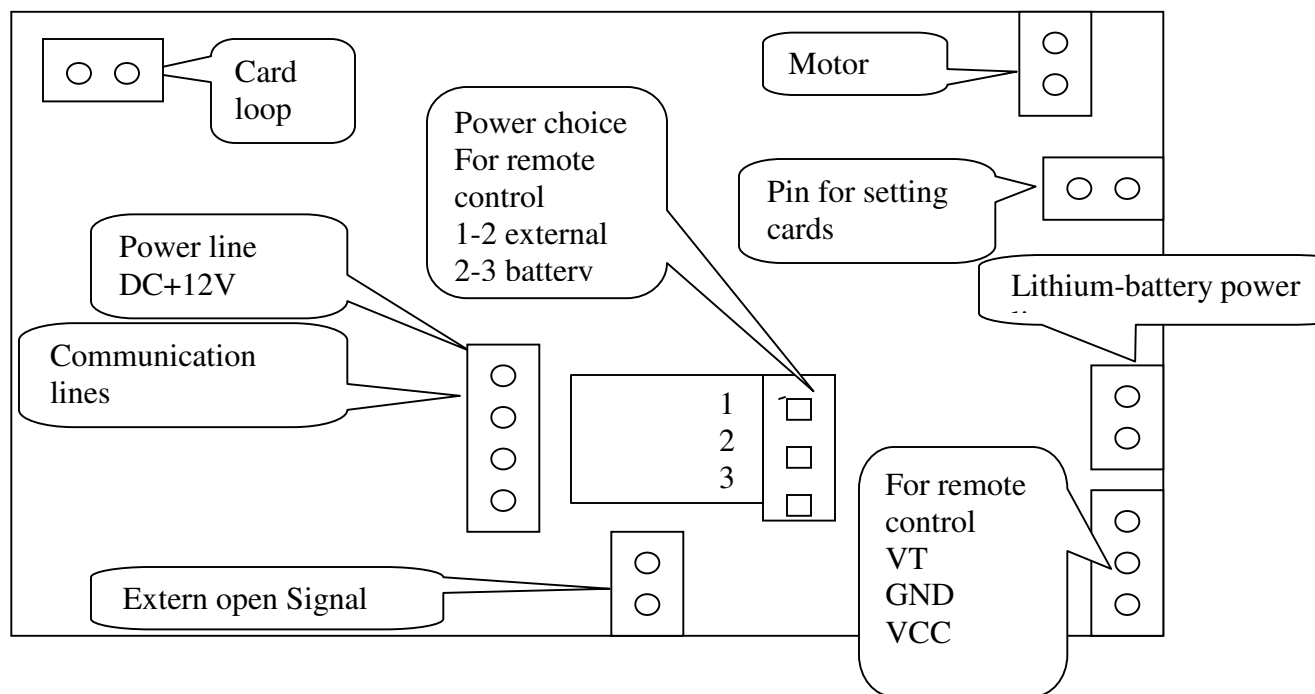 Card
loop
Motor
Power choice
For remote
control
1-2 external
2-3 battery
Pin for setting
cards
Power line
DC+12V
Lithium-battery power
Communication
lines
1
2
3
For remote
control
VT
GND
VCC
Extern open Signal